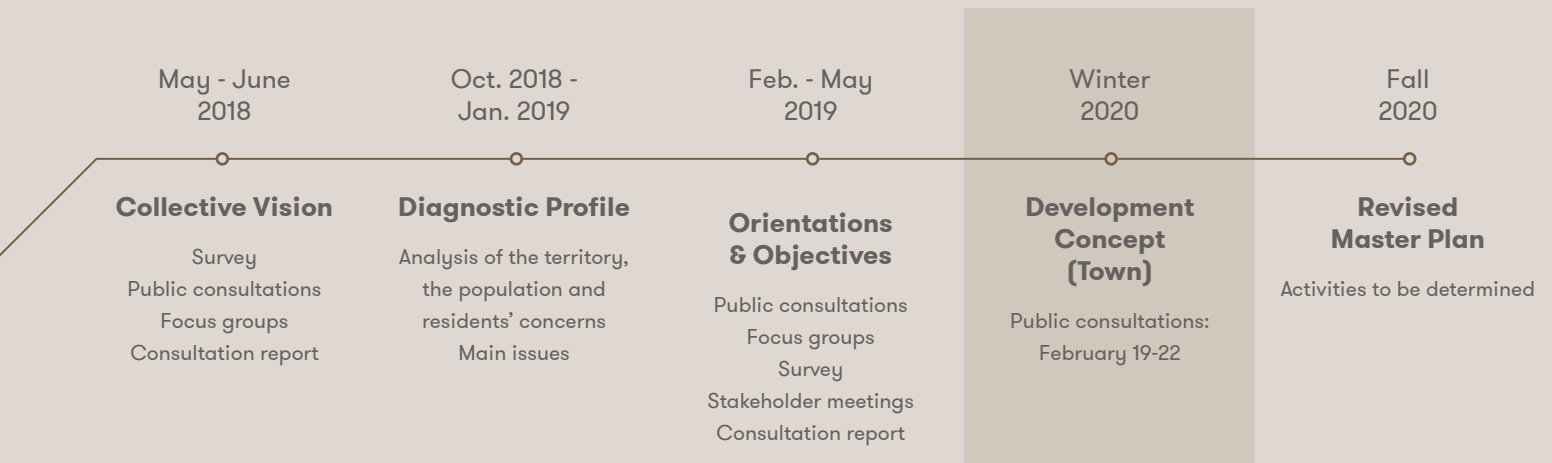 May - June
2018
Collective Vision
Survey
Public consultations
Focus groups
Consultation report
Oct. 2018 -
Jan. 2019
Diagnostic Profile
Analysis of the territory,
the population and
residents’ concerns
Main issues
Feb. - May
2019
Orientations
& Objectives
Public consultations
Focus groups
Survey
Stakeholder meetings
Consultation report
Winter
2020
Development
Concept
(Town)
Public consultations:
February 19-22
Fall
2020
Revised
Master Plan
Activities to be determined